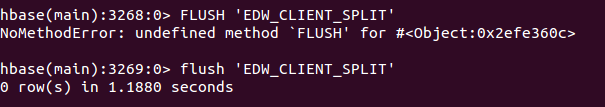 hbase(main):3268:0> FLUSH 'EDW_CLIENT_SPLIT'
NoMethodError: undefined method `FLUSH' for #<Object:0x2efe360c>
hbase(main):3269:0> flush 'EDW_CLIENT_SPLIT'
0 row(s) in 1.1880 seconds